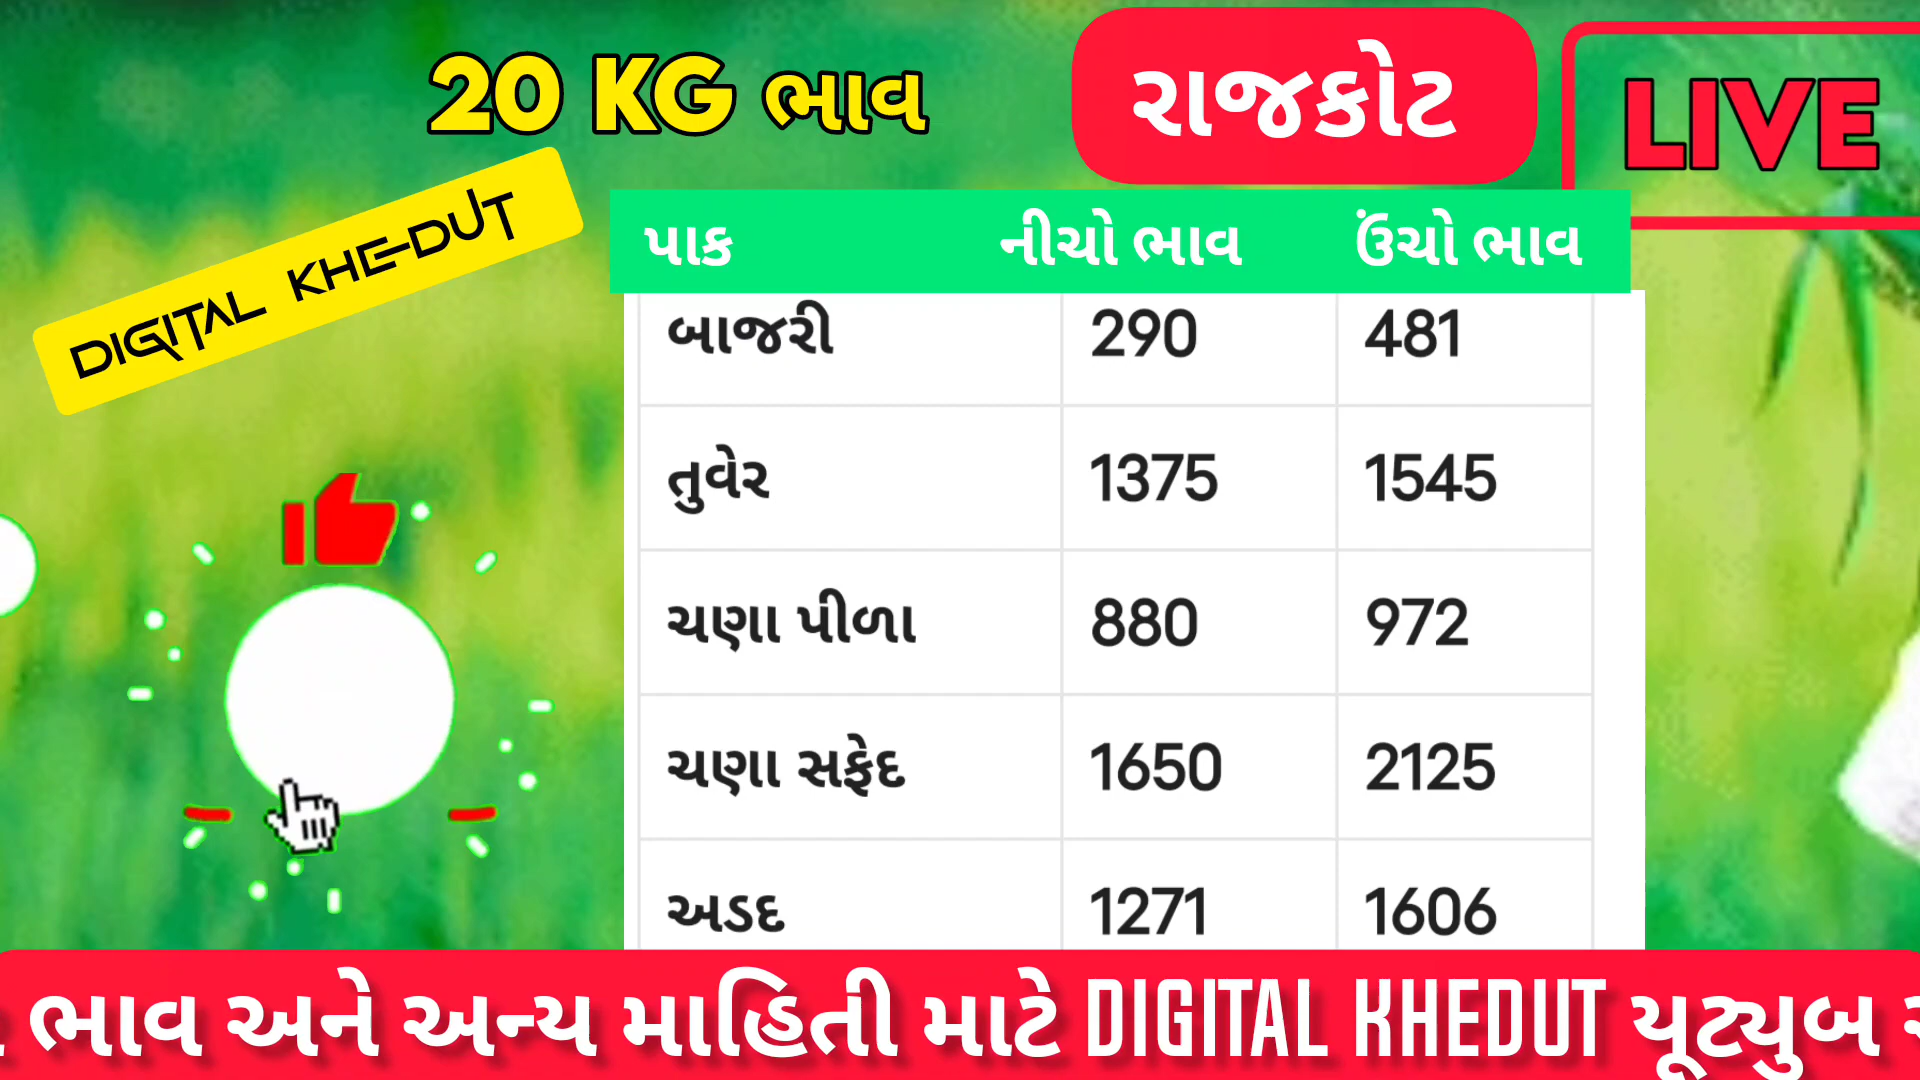 20 KG ભાવ
રાજકોટ
LIVE
DIGITAL KHEDUT
પાક નીચો ભાવ ઉંચો ભાવ
બાજરી 290 481
તુવેર 1375 1545
ચણા પીળા 880 972
ચણા સફેદ 1650 2125
અડદ 1271 1606
ભાવ અને અન્ય માહિતી માટે DIGITAL KHEDUT યૂટ્યુબ